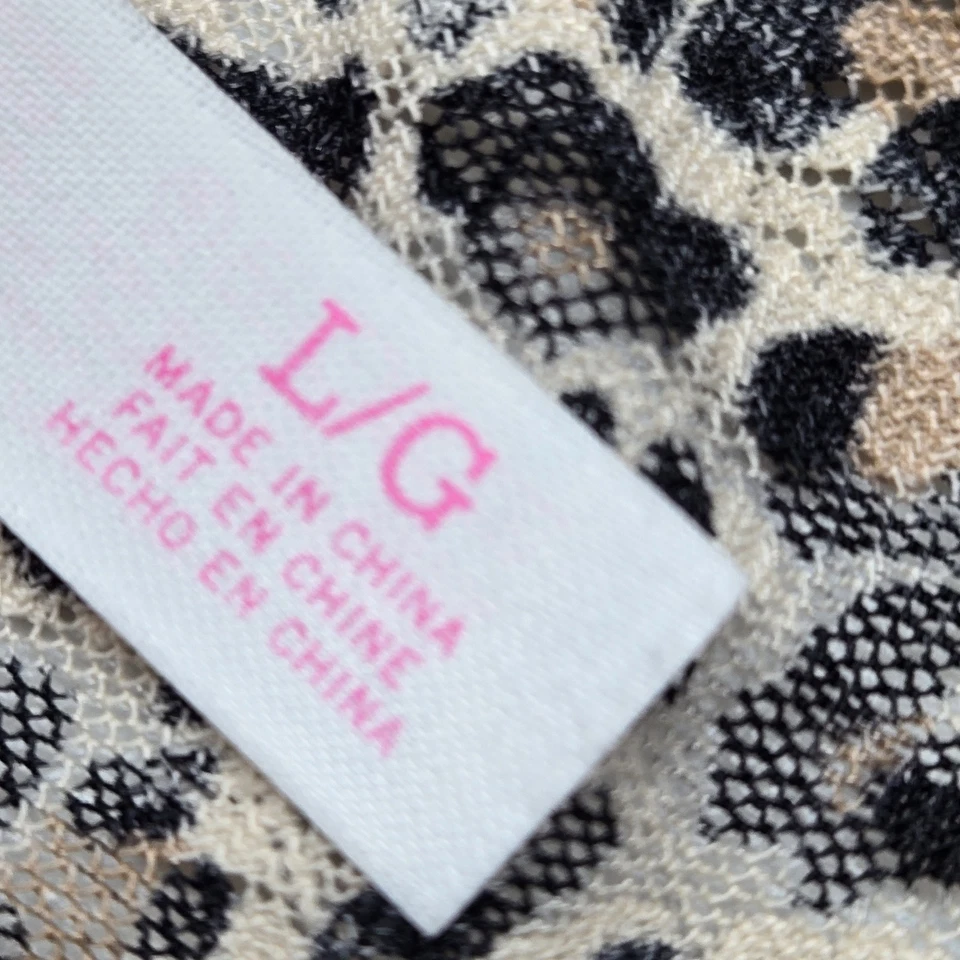 L/G
MADE IN CHINA
FAIT EN CHINE
HECHO EN CHINA